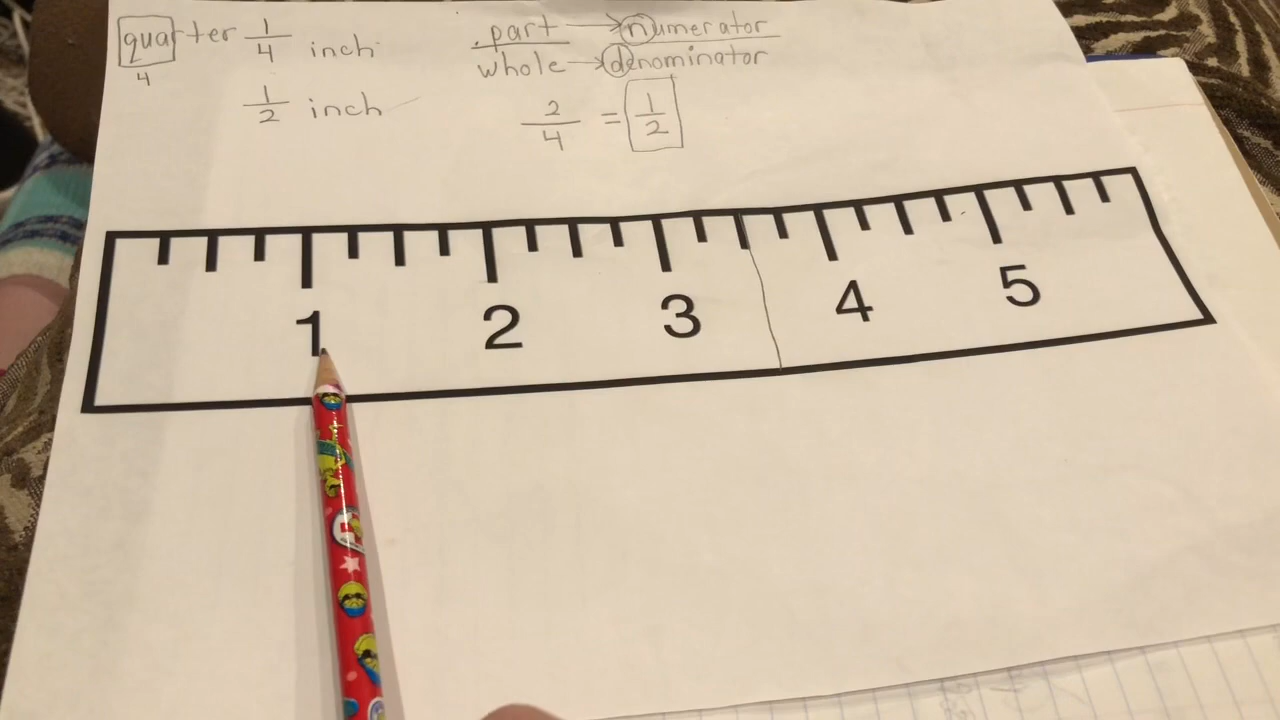 quarter 1/4 inch
4
1/2 inch
part → numerator
whole → denominator
2/4 = 1/2
1 2 3 4 5